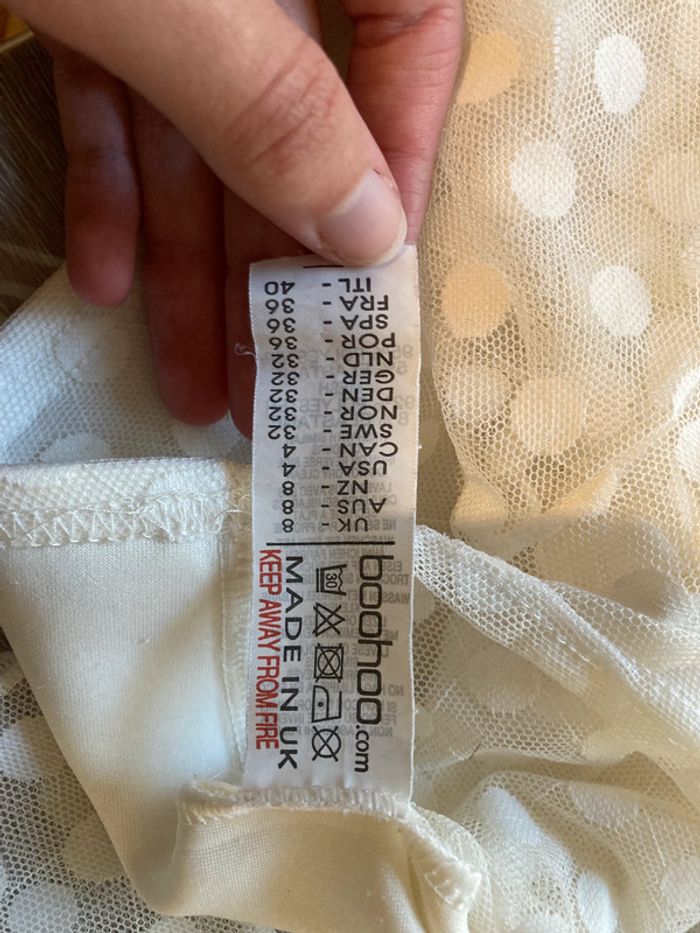 boohoo.com
30
MADE IN UK
KEEP AWAY FROM FIRE
UK - 8
AUS - 8
NZ - 8
USA - 4
CAN - 4
SWE - 32
NOR - 32
DEN - 32
GER - 32
NLD - 32
POR - 36
SPA - 36
FRA - 36
ITL - 40